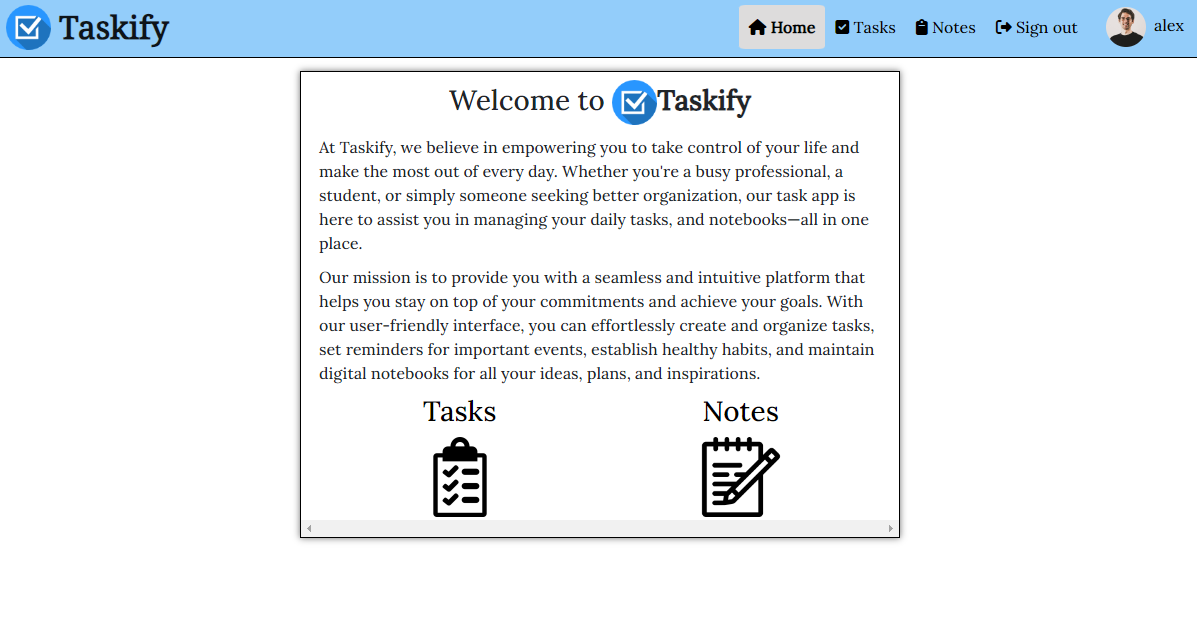 Taskify
Home Tasks Notes Sign out alex
Welcome to Taskify
At Taskify, we believe in empowering you to take control of your life and
make the most out of every day. Whether you're a busy professional, a
student, or simply someone seeking better organization, our task app is
here to assist you in managing your daily tasks, and notebooks—all in one
place.
Our mission is to provide you with a seamless and intuitive platform that
helps you stay on top of your commitments and achieve your goals. With
our user-friendly interface, you can effortlessly create and organize tasks,
set reminders for important events, establish healthy habits, and maintain
digital notebooks for all your ideas, plans, and inspirations.
Tasks
Notes